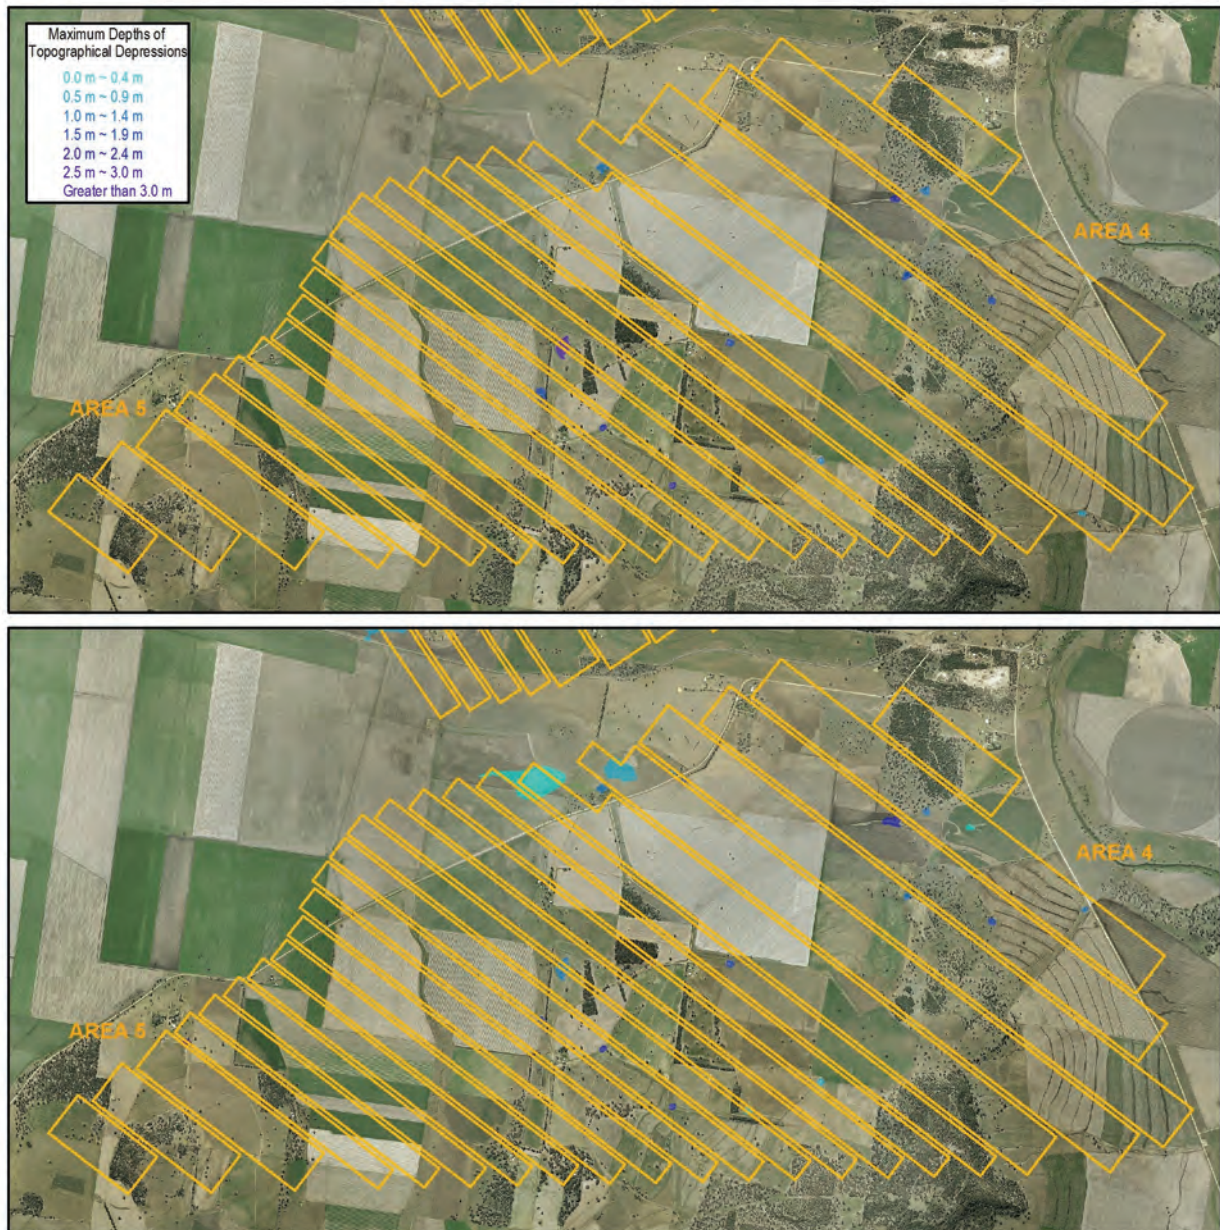 Maximum Depths of
Topographical Depressions
0.0 m ~ 0.4 m
0.5 m ~ 0.9 m
1.0 m ~ 1.4 m
1.5 m ~ 1.9 m
2.0 m ~ 2.4 m
2.5 m ~ 3.0 m
Greater than 3.0 m
AREA 4
AREA 5
AREA 4
AREA 5